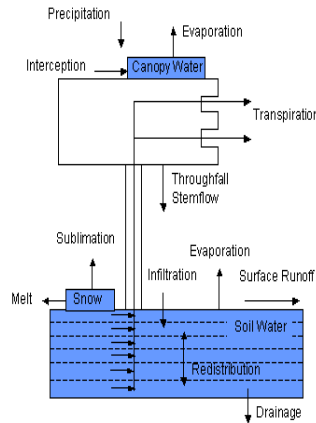 Precipitation
Evaporation
Interception
Canopy Water
Transpiration
Throughfall
Stemflow
Sublimation
Evaporation
Infiltration
Surface Runoff
Melt
Snow
Soil Water
Redistribution
Drainage